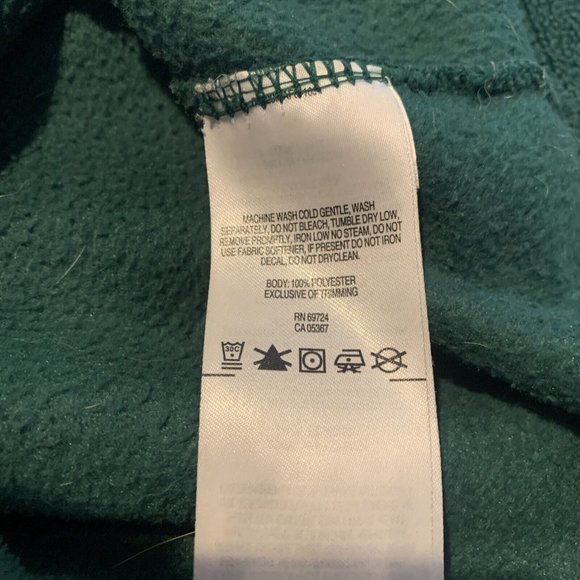 MACHINE WASH COLD GENTLE, WASH
SEPARATELY, DO NOT BLEACH, TUMBLE DRY LOW,
REMOVE PROMPTLY, IRON LOW NO STEAM, DO NOT
USE FABRIC SOFTENER, IF PRESENT DO NOT IRON
DECAL, DO NOT DRYCLEAN.
BODY: 100% POLYESTER
EXCLUSIVE OF TRIMMING
RN 69724
CA 05367
30C